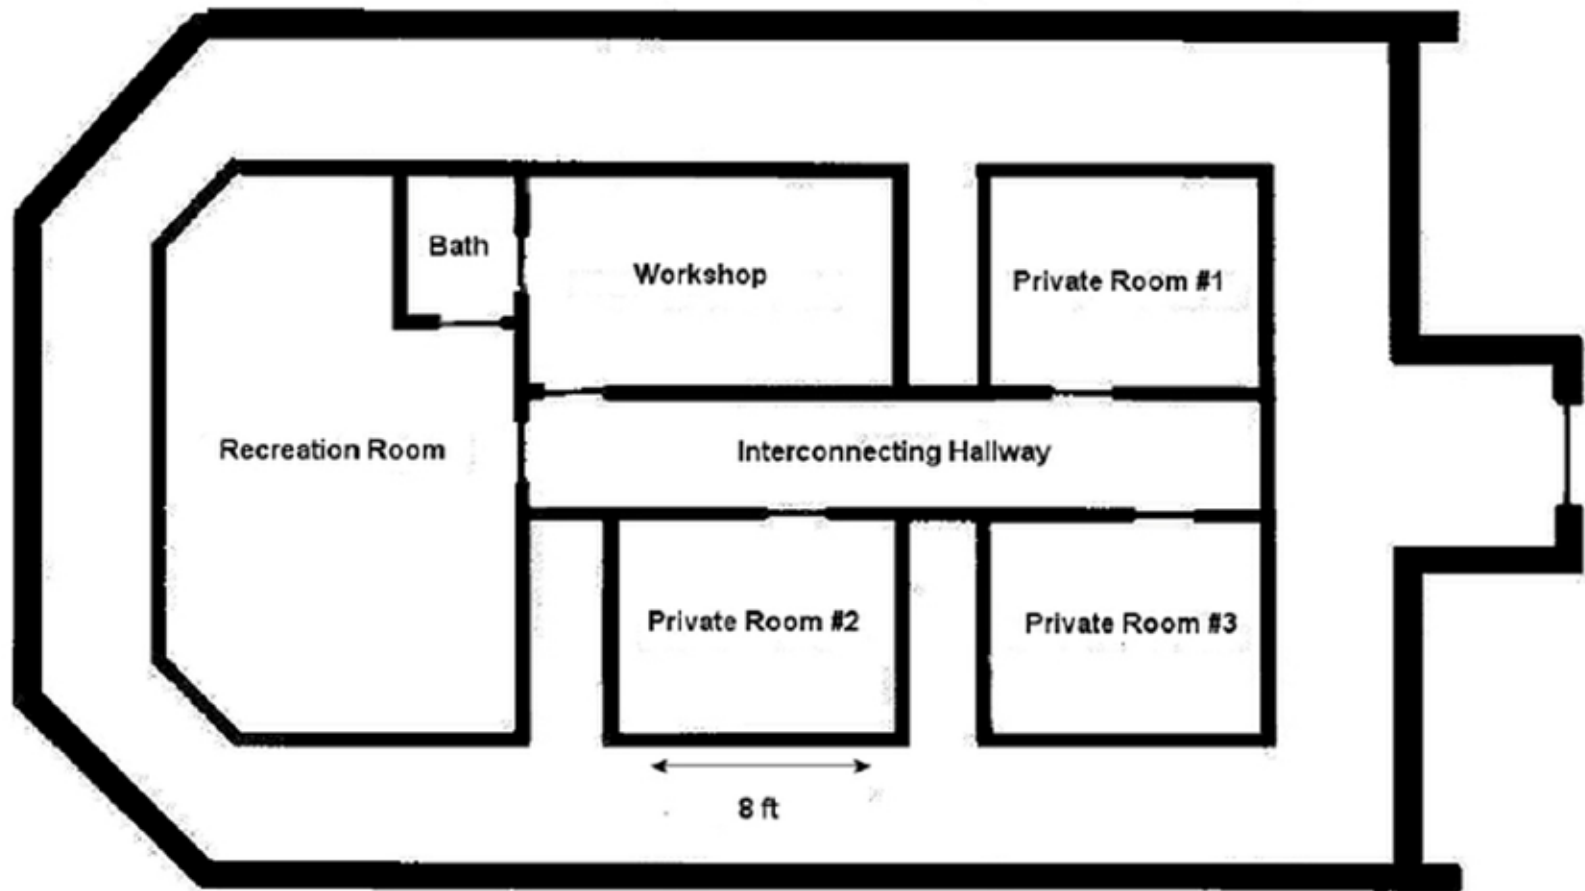 Bath
Workshop
Private Room #1
Recreation Room
Interconnecting Hallway
Private Room #2
Private Room #3
8 ft